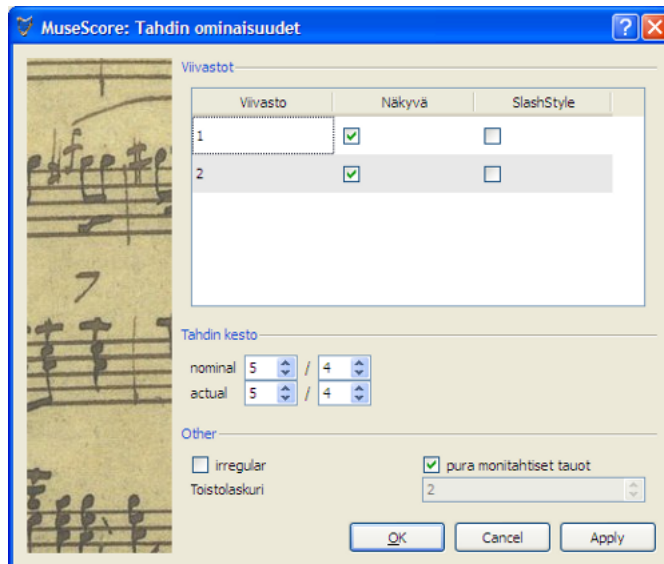 MuseScore: Tahdin ominaisuudet
Viivastot
Viivasto Näkyvä SlashStyle
1
2
Tahdin kesto
nominal 5 / 4
actual 5 / 4
Other
irregular pura monitahtiset tauot
Toistolaskuri 2
OK Cancel Apply